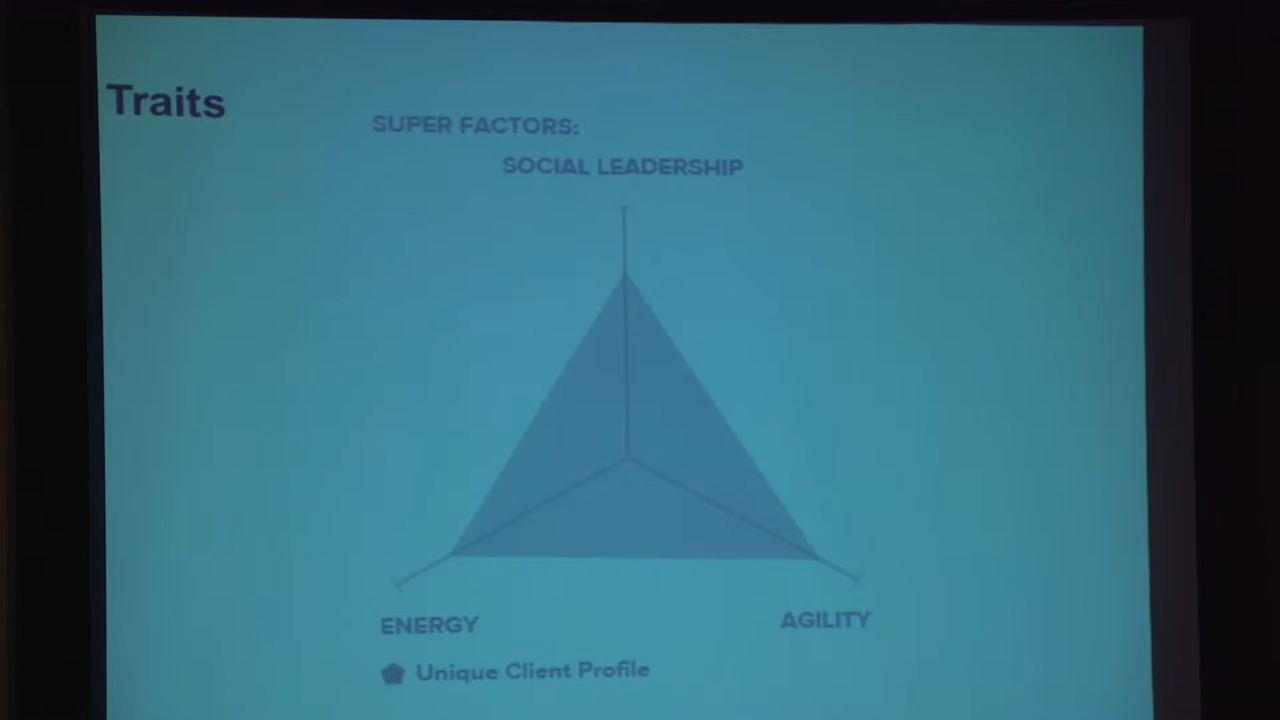 Traits
SUPER FACTORS:
SOCIAL LEADERSHIP
ENERGY
AGILITY
Unique Client Profile